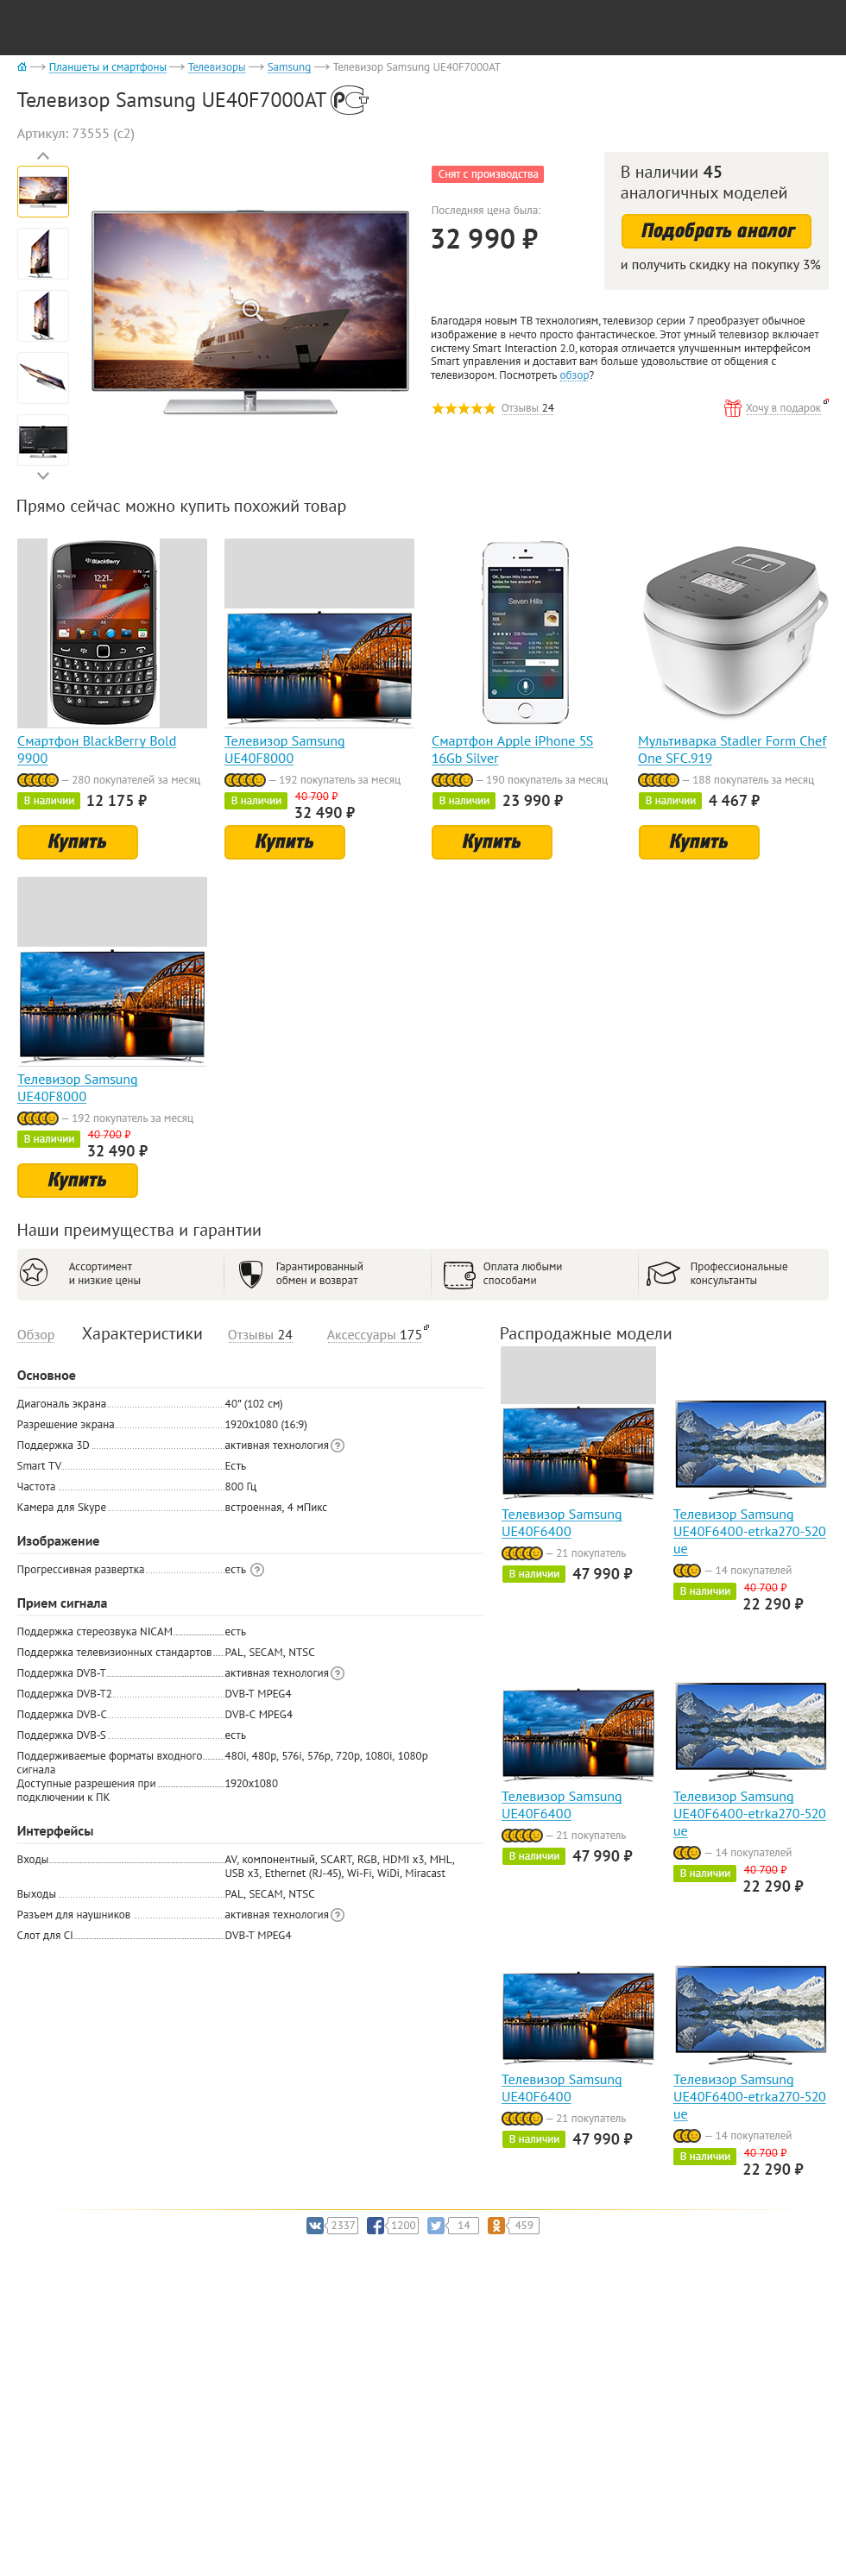 Планшеты и смартфоны Телевизоры Samsung Телевизор Samsung UE40F7000AT
Телевизор Samsung UE40F7000AT
Артикул: 73555 (c2)
Снят с производства
Последняя цена была:
32 990 ₽
В наличии 45
аналогичных моделей
Подобрать аналог
и получить скидку на покупку 3%
Благодаря новым ТВ технологиям, телевизор серии 7 преобразует обычное
изображение в нечто просто фантастическое. Этот умный телевизор включает
систему Smart Interaction 2.0, которая отличается улучшенным интерфейсом
Smart управления и доставит вам больше удовольствие от общения с
телевизором. Посмотреть обзор?
Отзывы 24
Хочу в подарок
Прямо сейчас можно купить похожий товар
BlackBerry
12:21
Seven Hills
Смартфон BlackBerry Bold
9900
— 280 покупателей за месяц
В наличии 12 175 ₽
Купить
Телевизор Samsung
UE40F8000
— 192 покупатель за месяц
40 700 ₽
В наличии 32 490 ₽
Купить
Смартфон Apple iPhone 5S
16Gb Silver
— 190 покупатель за месяц
В наличии 23 990 ₽
Купить
Мультиварка Stadler Form Chef
One SFC.919
— 188 покупатель за месяц
В наличии 4 467 ₽
Купить
Телевизор Samsung
UE40F8000
— 192 покупатель за месяц
40 700 ₽
В наличии 32 490 ₽
Купить
Наши преимущества и гарантии
Ассортимент
и низкие цены
Гарантированный
обмен и возврат
Оплата любыми
способами
Профессиональные
консультанты
Обзор Характеристики Отзывы 24 Аксессуары 175
Основное
Диагональ экрана 40" (102 см)
Разрешение экрана 1920x1080 (16:9)
Поддержка 3D активная технология ?
Smart TV Есть
Частота 800 Гц
Камера для Skype встроенная, 4 мПикс
Изображение
Прогрессивная развертка есть ?
Прием сигнала
Поддержка стереозвука NICAM есть
Поддержка телевизионных стандартов PAL, SECAM, NTSC
Поддержка DVB-T активная технология ?
Поддержка DVB-T2 DVB-T MPEG4
Поддержка DVB-C DVB-C MPEG4
Поддержка DVB-S есть
Поддерживаемые форматы входного 480i, 480p, 576i, 576p, 720p, 1080i, 1080p
сигнала
Доступные разрешения при 1920x1080
подключении к ПК
Интерфейсы
Входы AV, компонентный, SCART, RGB, HDMI x3, MHL,
USB x3, Ethernet (RJ-45), Wi-Fi, WiDi, Miracast
Выходы PAL, SECAM, NTSC
Разъем для наушников активная технология ?
Слот для CI DVB-T MPEG4
Распродажные модели
Телевизор Samsung
UE40F6400
— 21 покупатель
В наличии 47 990 ₽
Телевизор Samsung
UE40F6400-etrka270-520
ue
— 14 покупателей
40 700 ₽
В наличии 22 290 ₽
Телевизор Samsung
UE40F6400
— 21 покупатель
В наличии 47 990 ₽
Телевизор Samsung
UE40F6400-etrka270-520
ue
— 14 покупателей
40 700 ₽
В наличии 22 290 ₽
Телевизор Samsung
UE40F6400
— 21 покупатель
В наличии 47 990 ₽
Телевизор Samsung
UE40F6400-etrka270-520
ue
— 14 покупателей
40 700 ₽
В наличии 22 290 ₽
2337 1200 14 459